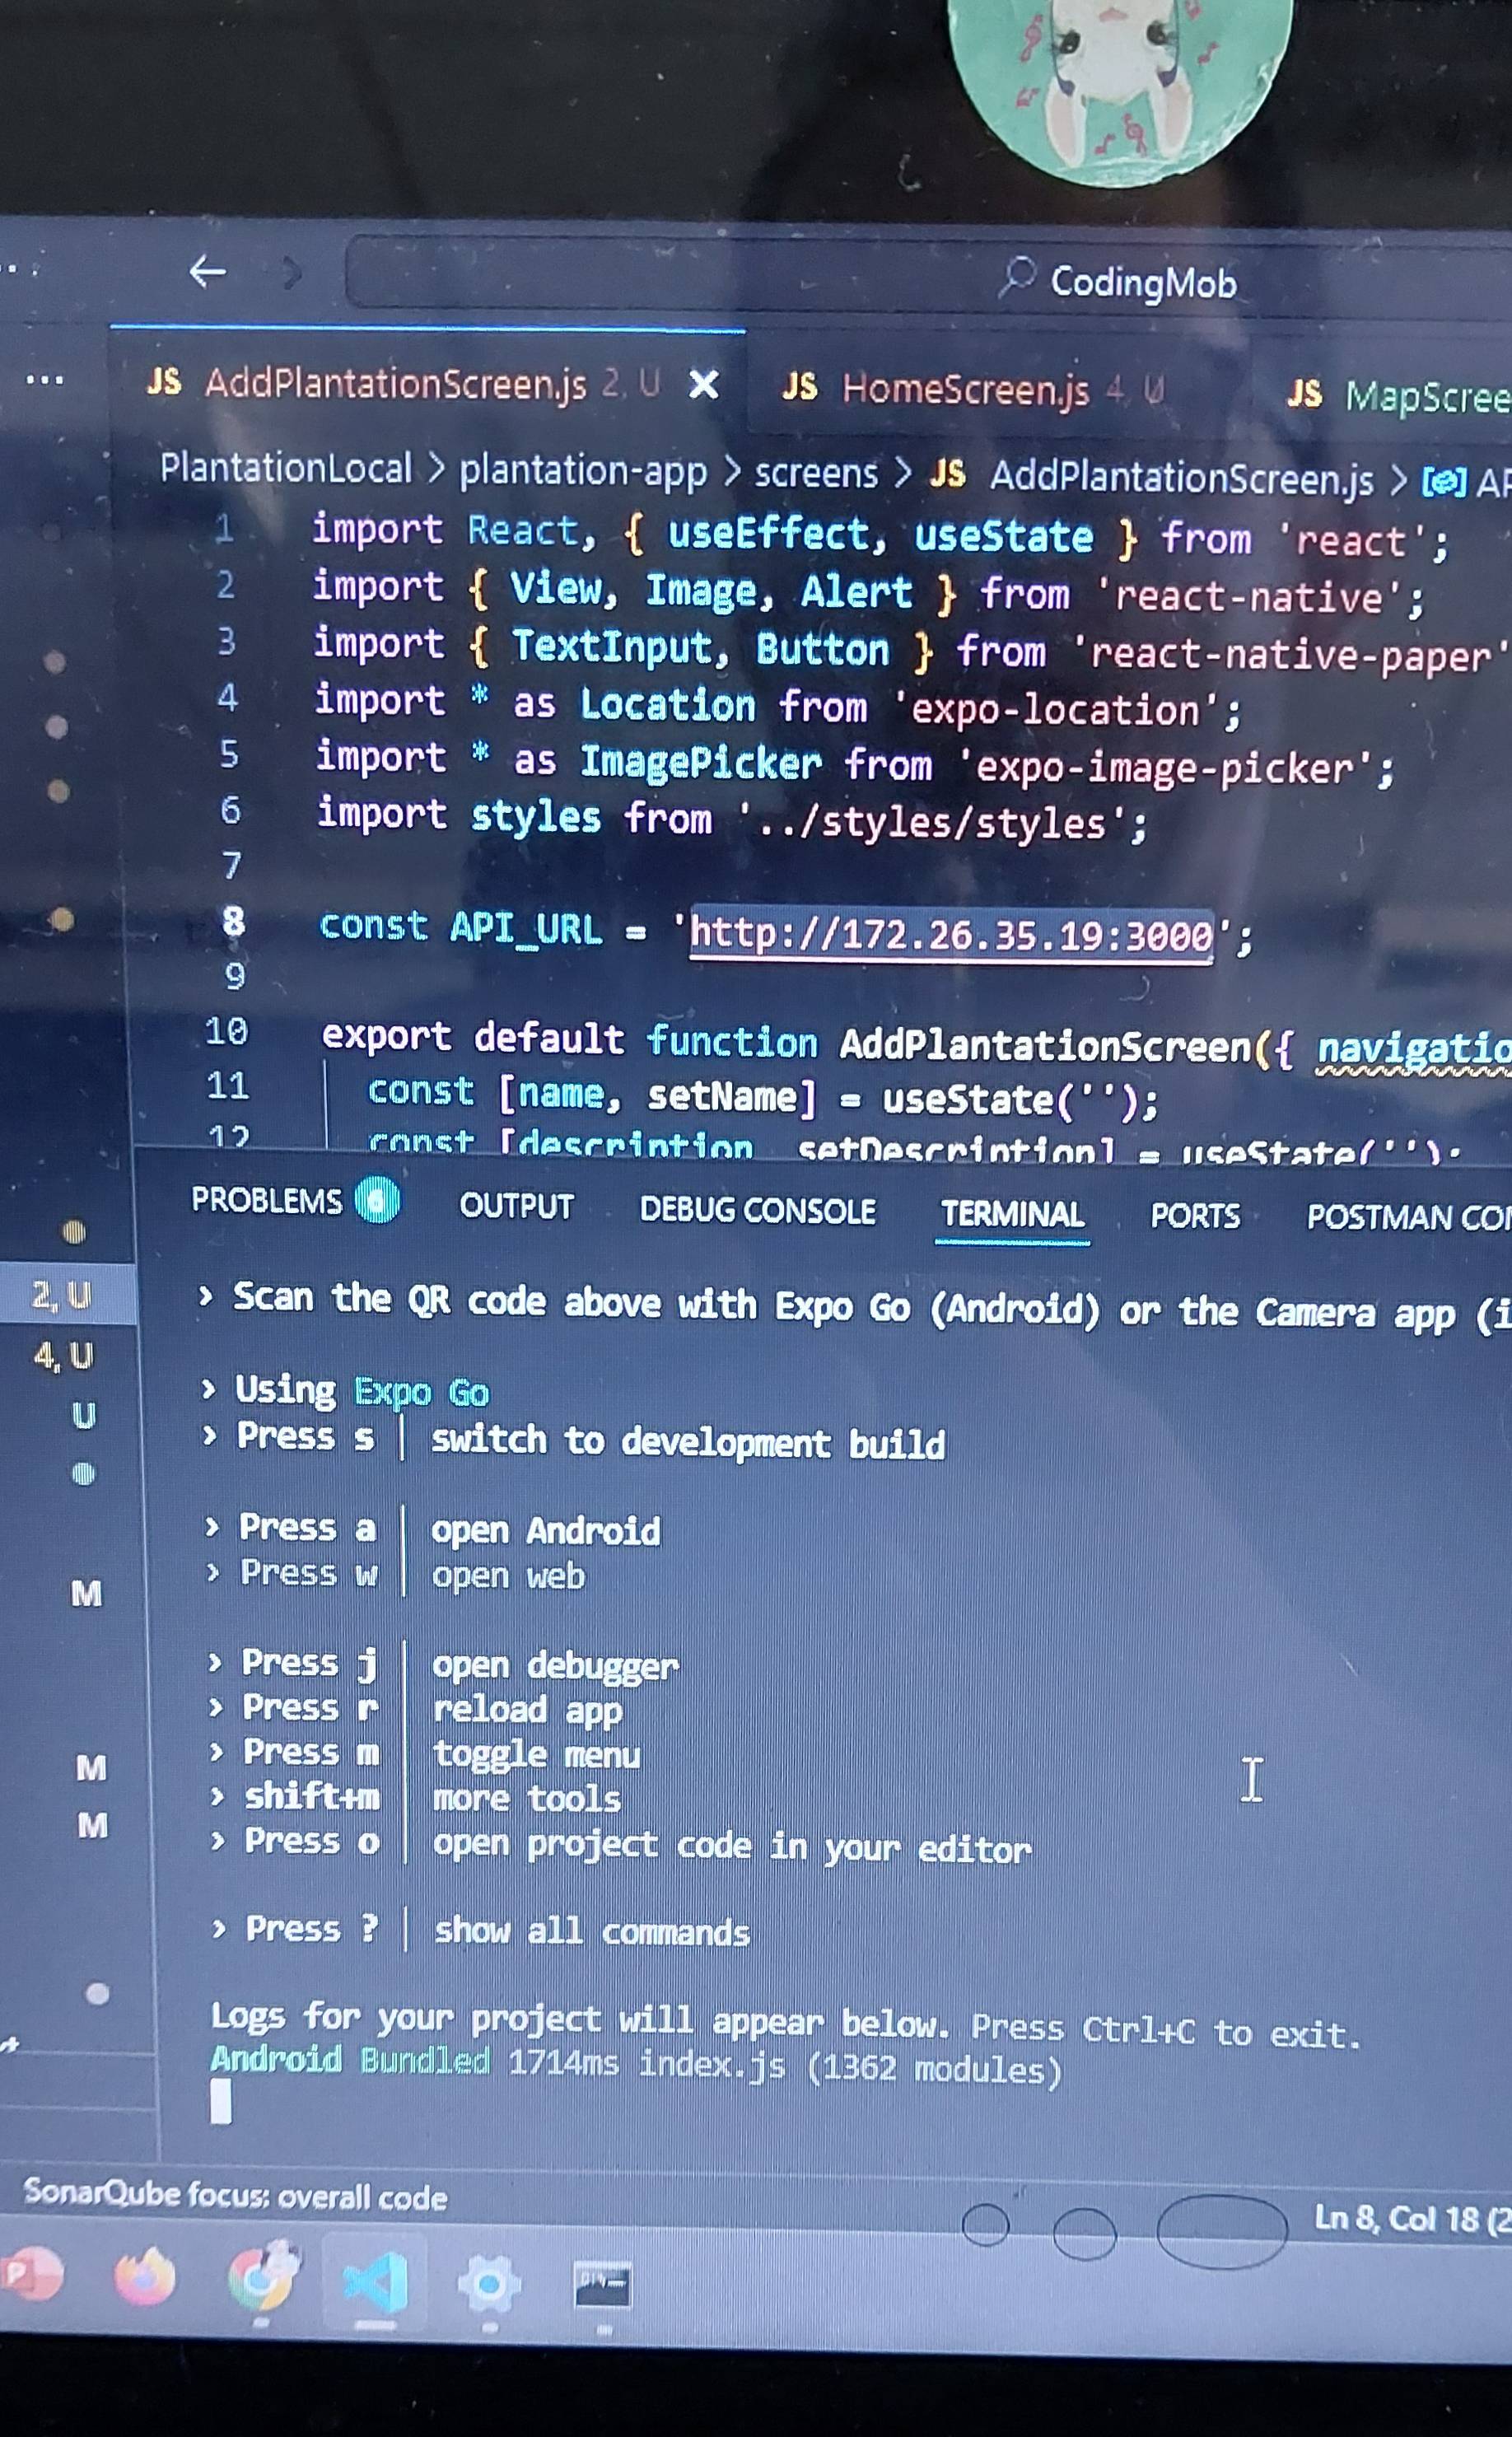 CodingMob
JS AddPlantationScreen.js 2, U X JS HomeScreen.js 4, U JS MapScree
PlantationLocal > plantation-app > screens > JS AddPlantationScreen.js > AP
1 import React, { useEffect, useState } from 'react';
2 import { View, Image, Alert } from 'react-native';
3 import { TextInput, Button } from 'react-native-paper'
4 import * as Location from 'expo-location';
5 import * as ImagePicker from 'expo-image-picker';
6 import styles from '../styles/styles';
7
8 const API_URL = 'http://172.26.35.19:3000';
9
10 export default function AddPlantationScreen({ navigatio
11 const [name, setName] = useState('');
12 const [description, setDescription] = useState('');
PROBLEMS 6 OUTPUT DEBUG CONSOLE TERMINAL PORTS POSTMAN CON
2, U
> Scan the QR code above with Expo Go (Android) or the Camera app (i
4, U
> Using Expo Go
U
> Press s | switch to development build
> Press a | open Android
> Press w | open web
M
> Press j | open debugger
> Press r | reload app
> Press m | toggle menu
M
> shift+m | more tools
M
> Press o | open project code in your editor
> Press ? | show all commands
Logs for your project will appear below. Press Ctrl+C to exit.
Android Bundled 1714ms index.js (1362 modules)
SonarQube focus: overall code
Ln 8, Col 18 (2
P